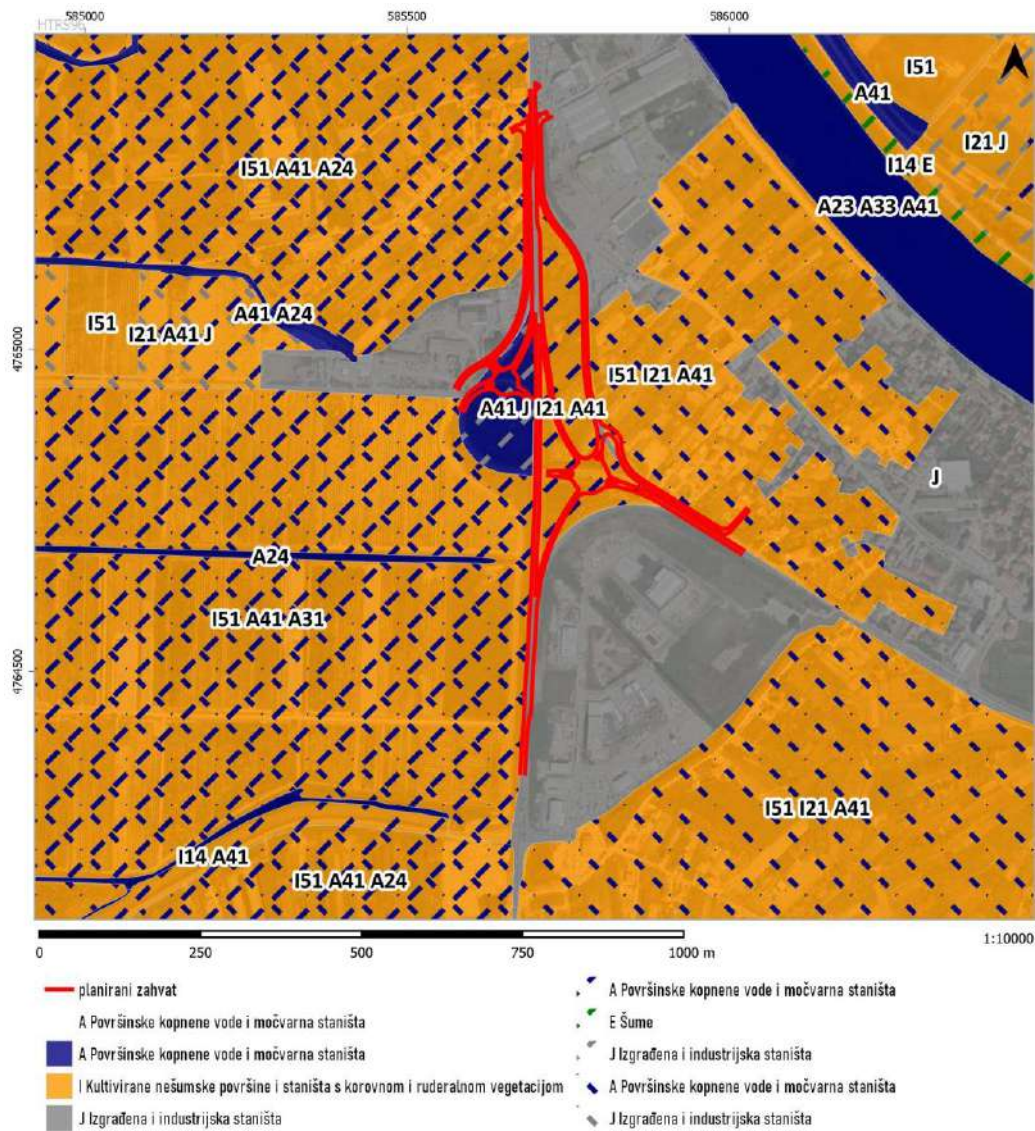 585000 585500 586000
HTRS96
I51
A41
I21 J
I51 A41 A24
I14 E
A23 A33 A41
4765000
I51 I21 A41 J
A41 A24
I51 I21 A41
A41 J I21 A41
J
A24
I51 A41 A31
4764500
I51 I21 A41
I14 A41
I51 A41 A24
0 250 500 750 1000 m
1:10000
planirani zahvat
A Površinske kopnene vode i močvarna staništa
A Površinske kopnene vode i močvarna staništa
I Kultivirane nešumske površine i staništa s korovnom i ruderalnom vegetacijom
J Izgrađena i industrijska staništa
A Površinske kopnene vode i močvarna staništa
E Šume
J Izgrađena i industrijska staništa
A Površinske kopnene vode i močvarna staništa
J Izgrađena i industrijska staništa